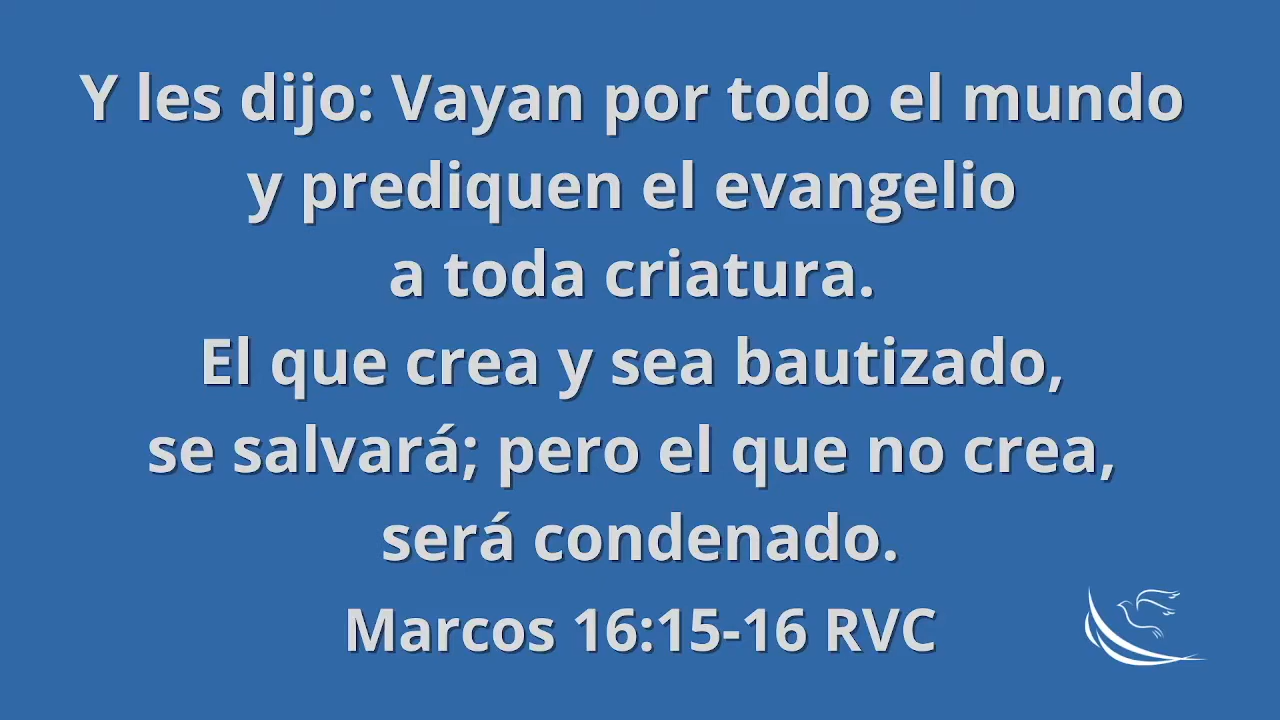 Y les dijo: Vayan por todo el mundo
y prediquen el evangelio
a toda criatura.
El que crea y sea bautizado,
se salvará; pero el que no crea,
será condenado.
Marcos 16:15-16 RVC